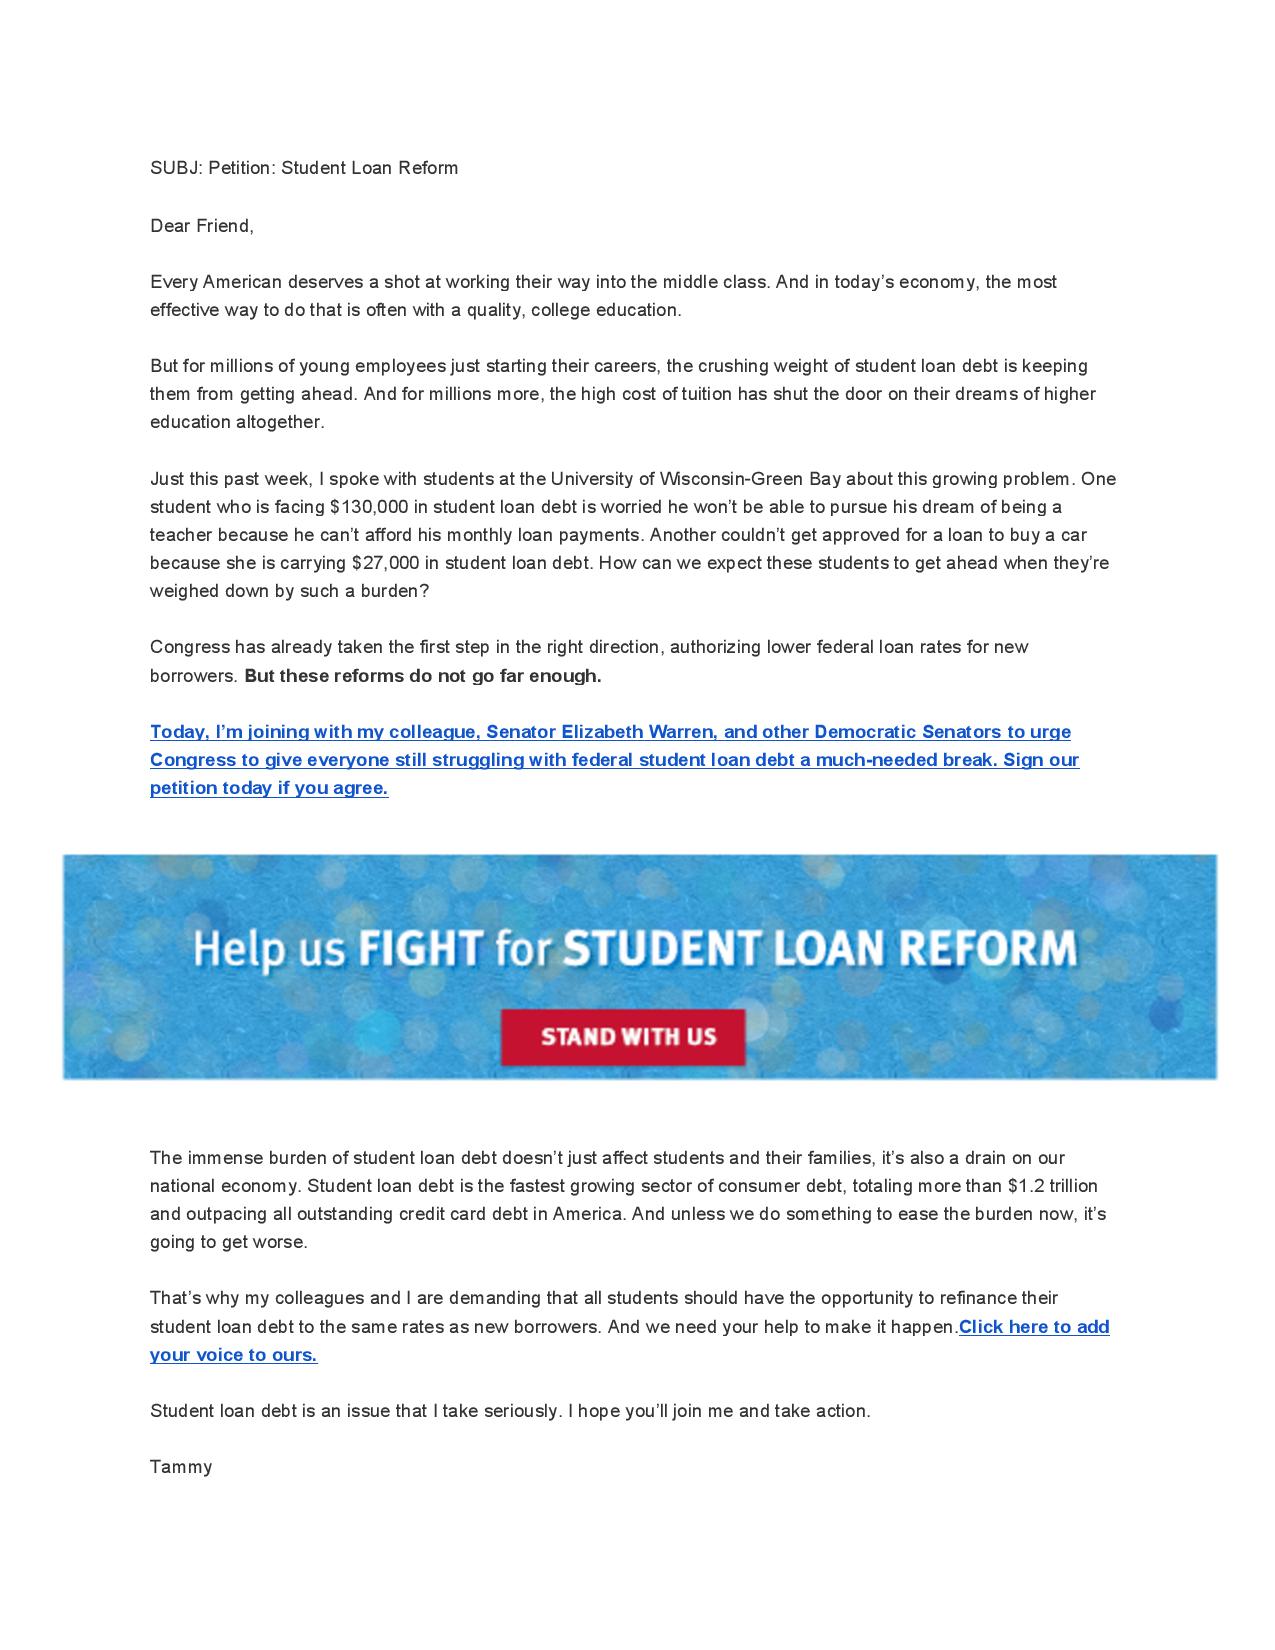 SUBJ: Petition: Student Loan Reform
Dear Friend,
Every American deserves a shot at working their way into the middle class. And in today’s economy, the most
effective way to do that is often with a quality, college education.
But for millions of young employees just starting their careers, the crushing weight of student loan debt is keeping
them from getting ahead. And for millions more, the high cost of tuition has shut the door on their dreams of higher
education altogether.
Just this past week, I spoke with students at the University of Wisconsin-Green Bay about this growing problem. One
student who is facing $130,000 in student loan debt is worried he won’t be able to pursue his dream of being a
teacher because he can’t afford his monthly loan payments. Another couldn’t get approved for a loan to buy a car
because she is carrying $27,000 in student loan debt. How can we expect these students to get ahead when they’re
weighed down by such a burden?
Congress has already taken the first step in the right direction, authorizing lower federal loan rates for new
borrowers. But these reforms do not go far enough.
Today, I’m joining with my colleague, Senator Elizabeth Warren, and other Democratic Senators to urge
Congress to give everyone still struggling with federal student loan debt a much-needed break. Sign our
petition today if you agree.
Help us FIGHT for STUDENT LOAN REFORM
STAND WITH US
The immense burden of student loan debt doesn’t just affect students and their families, it’s also a drain on our
national economy. Student loan debt is the fastest growing sector of consumer debt, totaling more than $1.2 trillion
and outpacing all outstanding credit card debt in America. And unless we do something to ease the burden now, it’s
going to get worse.
That’s why my colleagues and I are demanding that all students should have the opportunity to refinance their
student loan debt to the same rates as new borrowers. And we need your help to make it happen.Click here to add
your voice to ours.
Student loan debt is an issue that I take seriously. I hope you’ll join me and take action.
Tammy